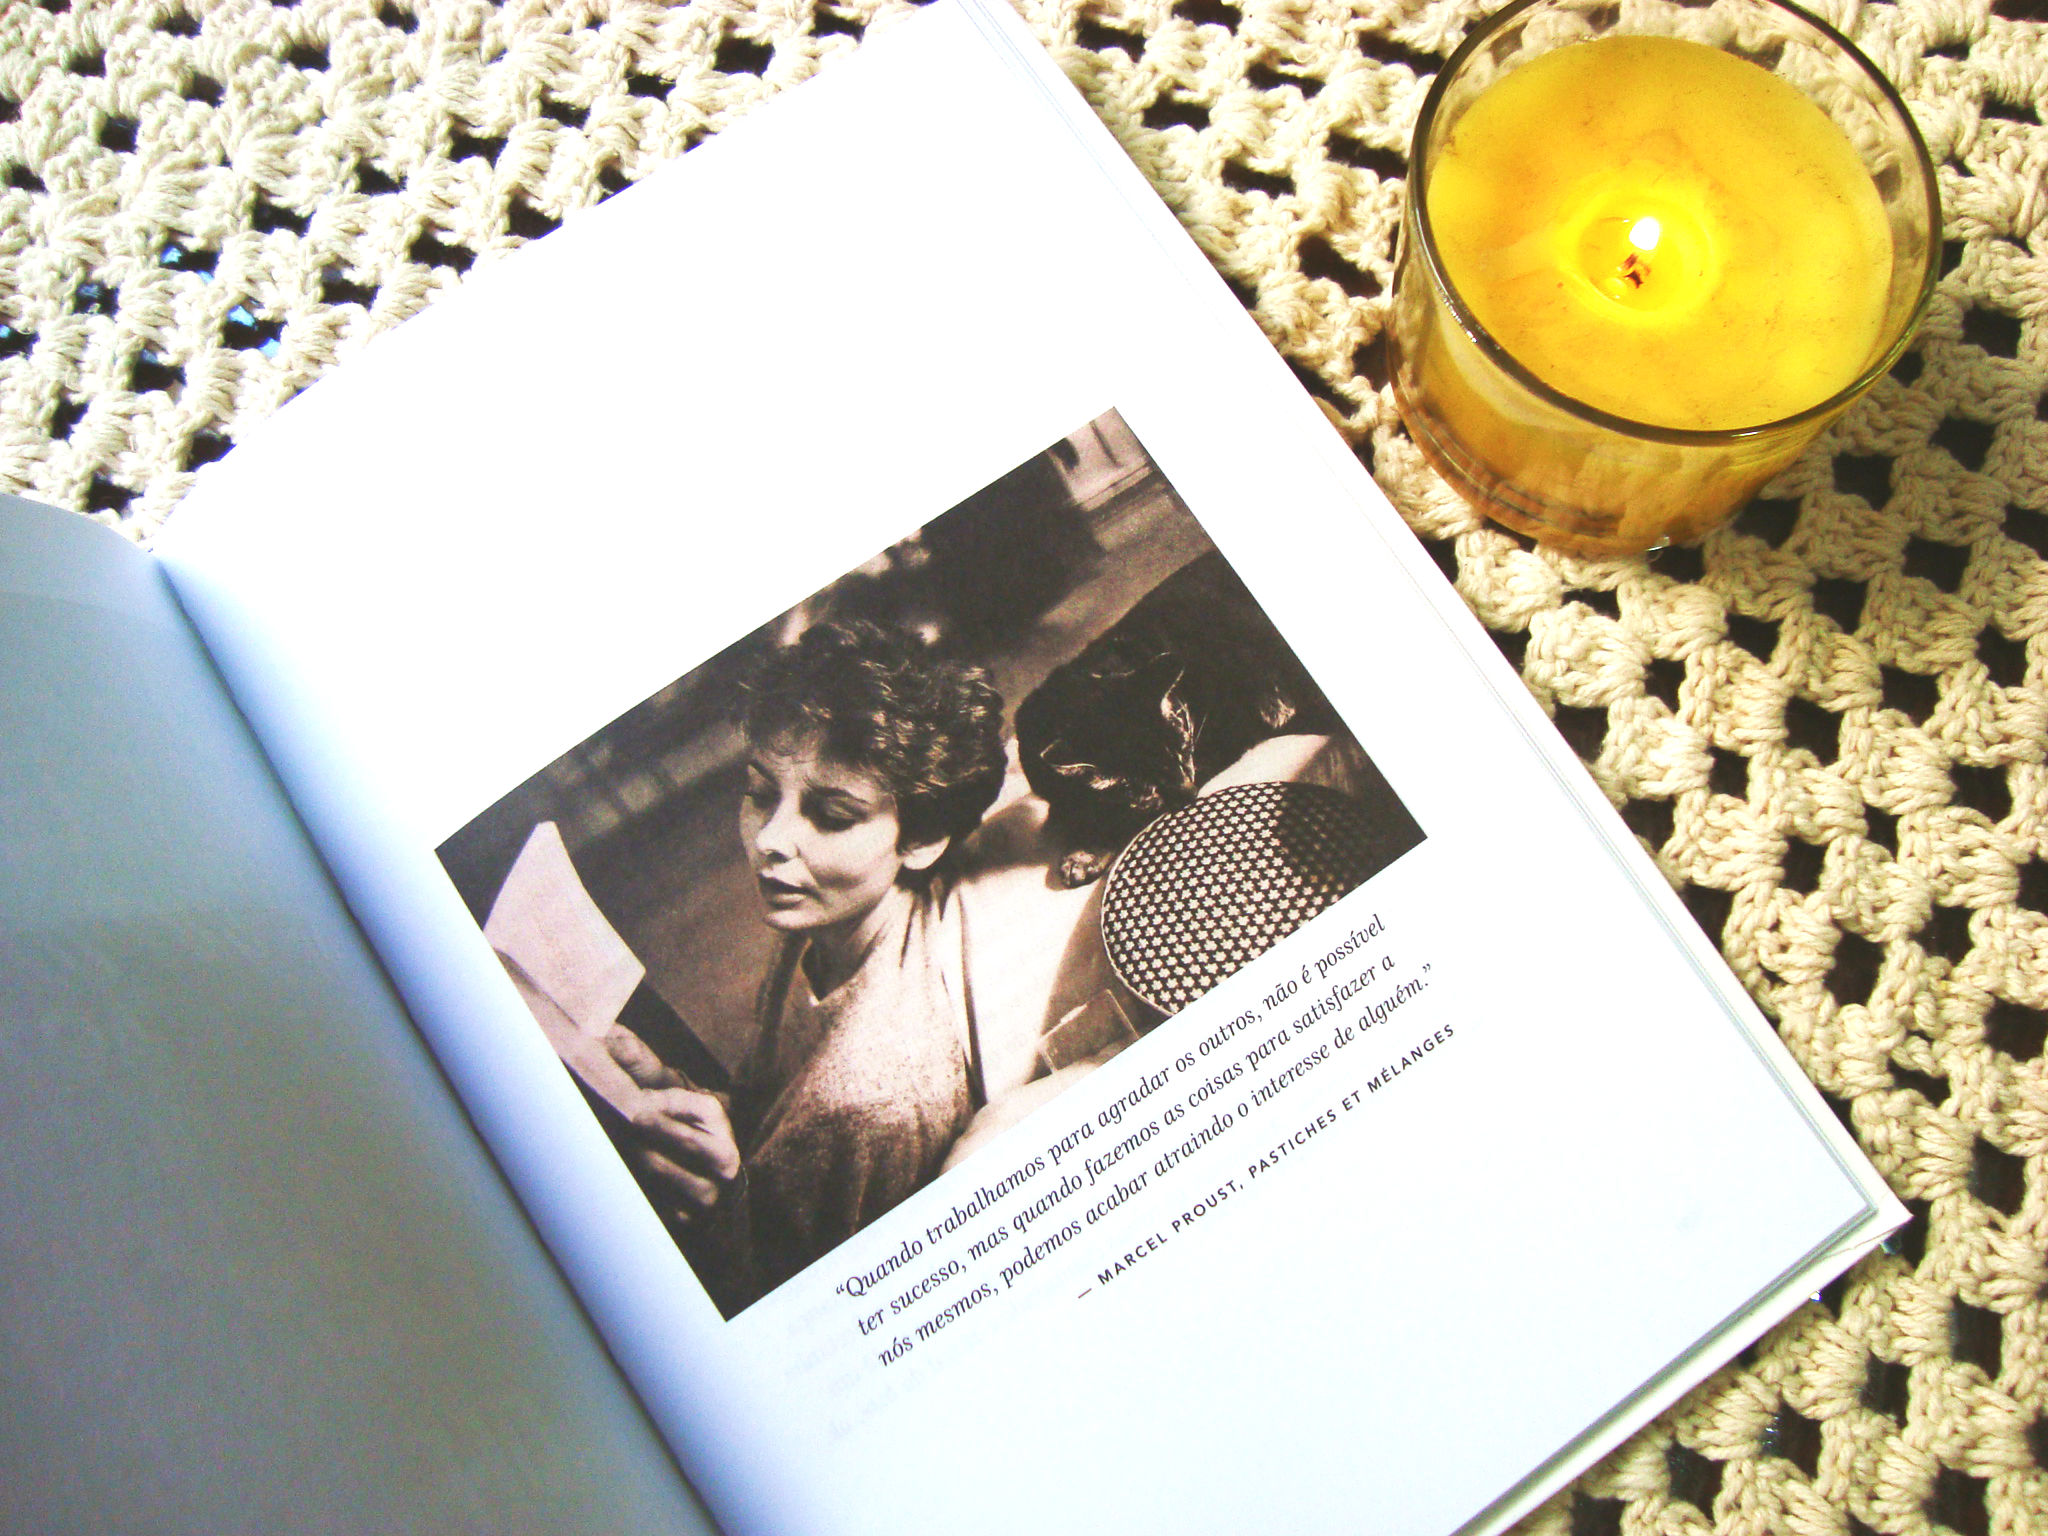 “Quando trabalhamos para agradar os outros, não é possível
ter sucesso, mas quando fazemos as coisas para satisfazer a
nós mesmos, podemos acabar atraindo o interesse de alguém.”
— MARCEL PROUST, PASTICHES ET MÉLANGES